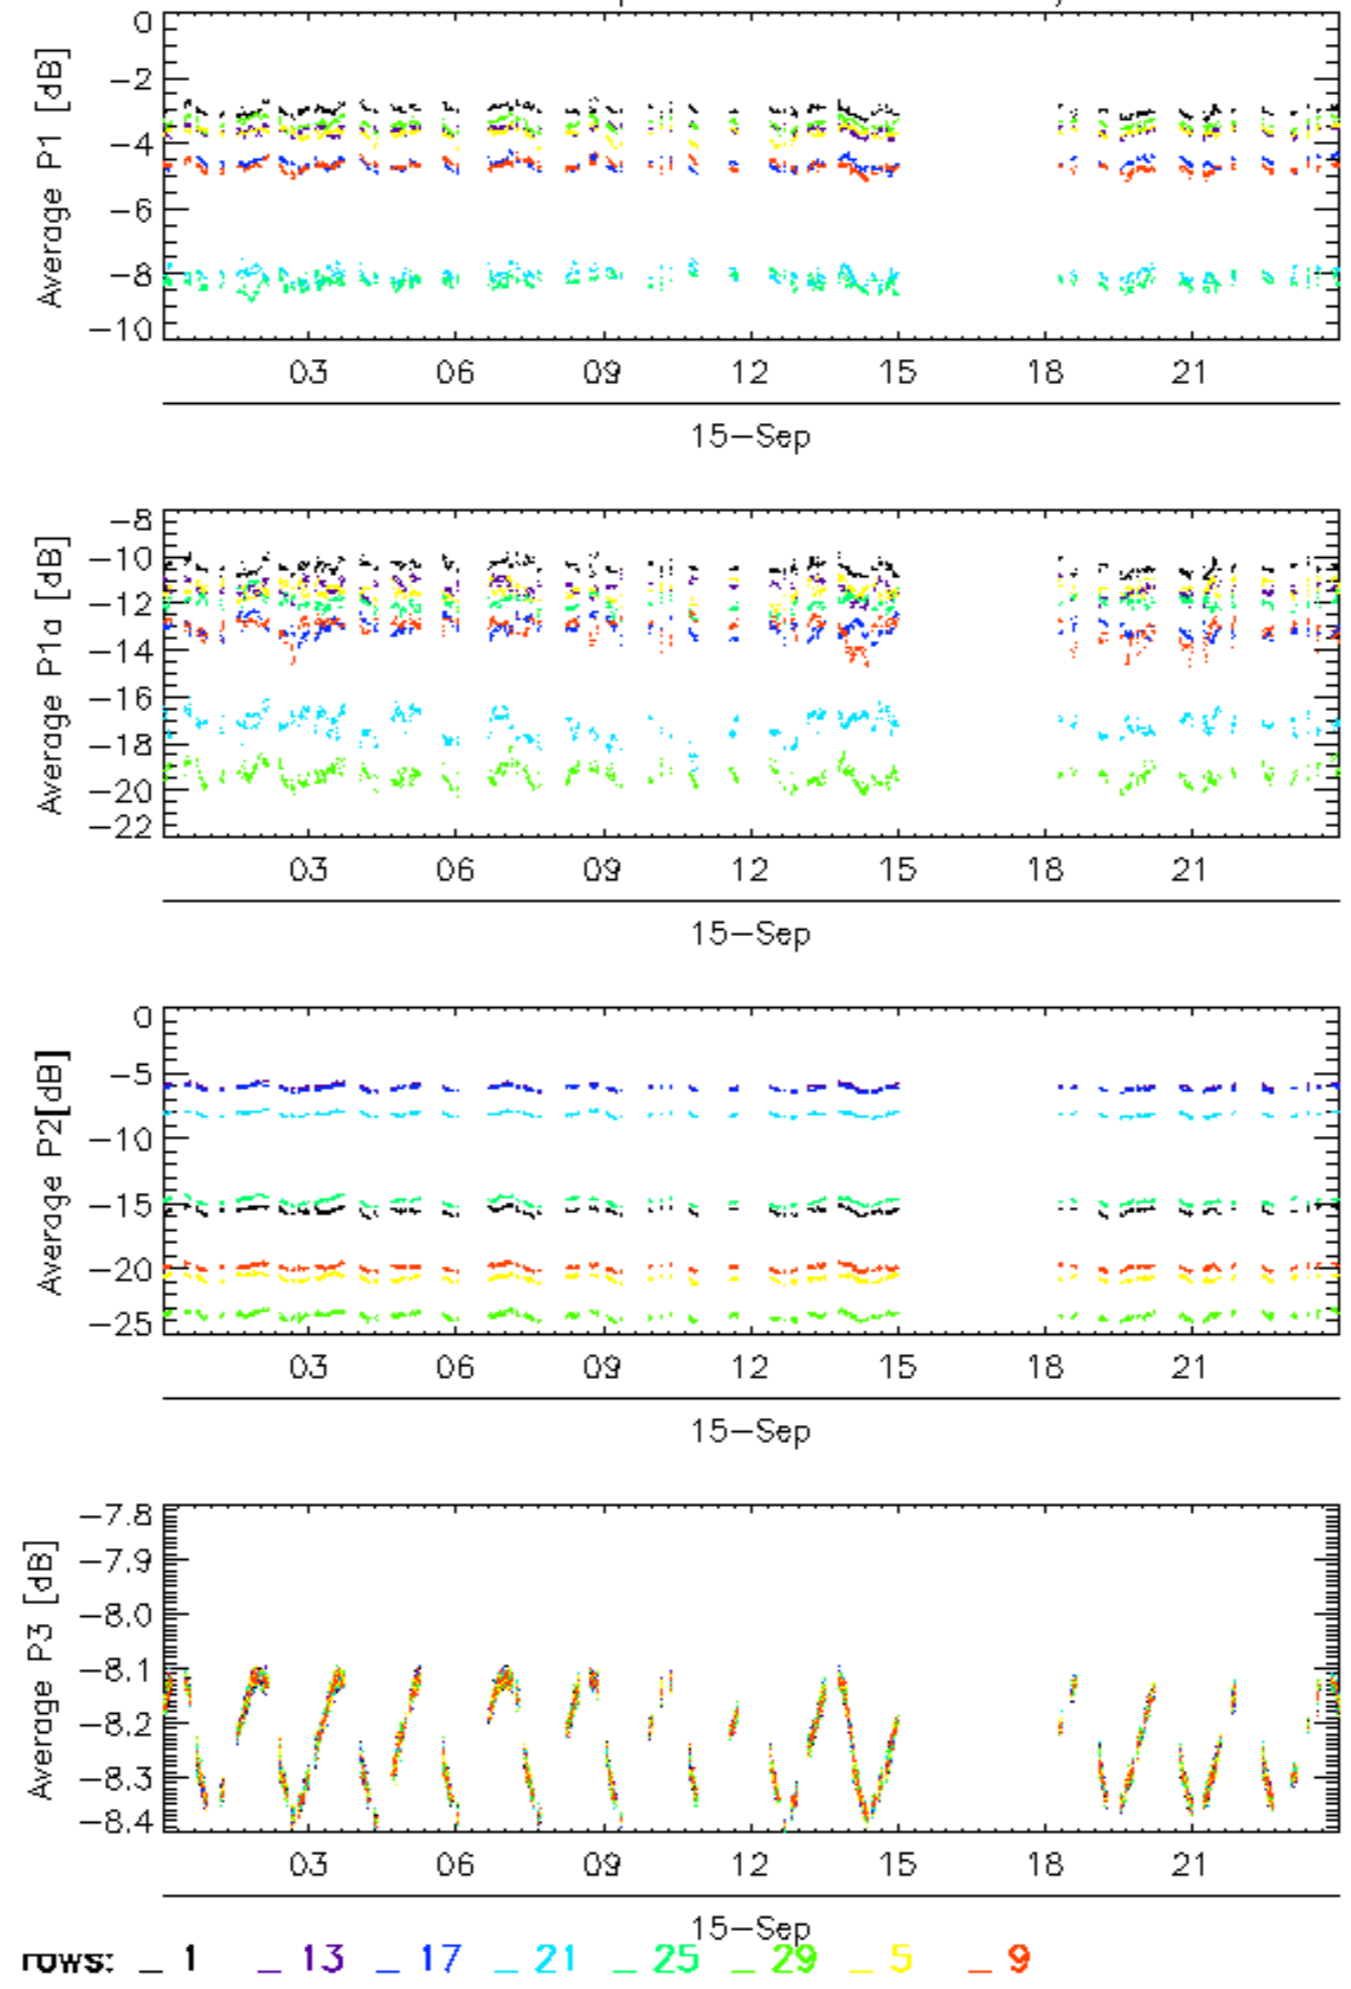 0
−2
−4
−6
−8
−10
Average P1 [dB]
03 06 09 12 15 18 21
15−Sep
−8
−10
−12
−14
−16
−18
−20
−22
Average P1a [dB]
03 06 09 12 15 18 21
15−Sep
0
−5
−10
−15
−20
−25
Average P2[dB]
03 06 09 12 15 18 21
15−Sep
−7.8
−7.9
−8.0
−8.1
−8.2
−8.3
−8.4
Average P3 [dB]
03 06 09 12 15 18 21
15−Sep
rows: _ 1 _ 13 _ 17 _ 21 _ 25 _ 29 _ 5 _ 9